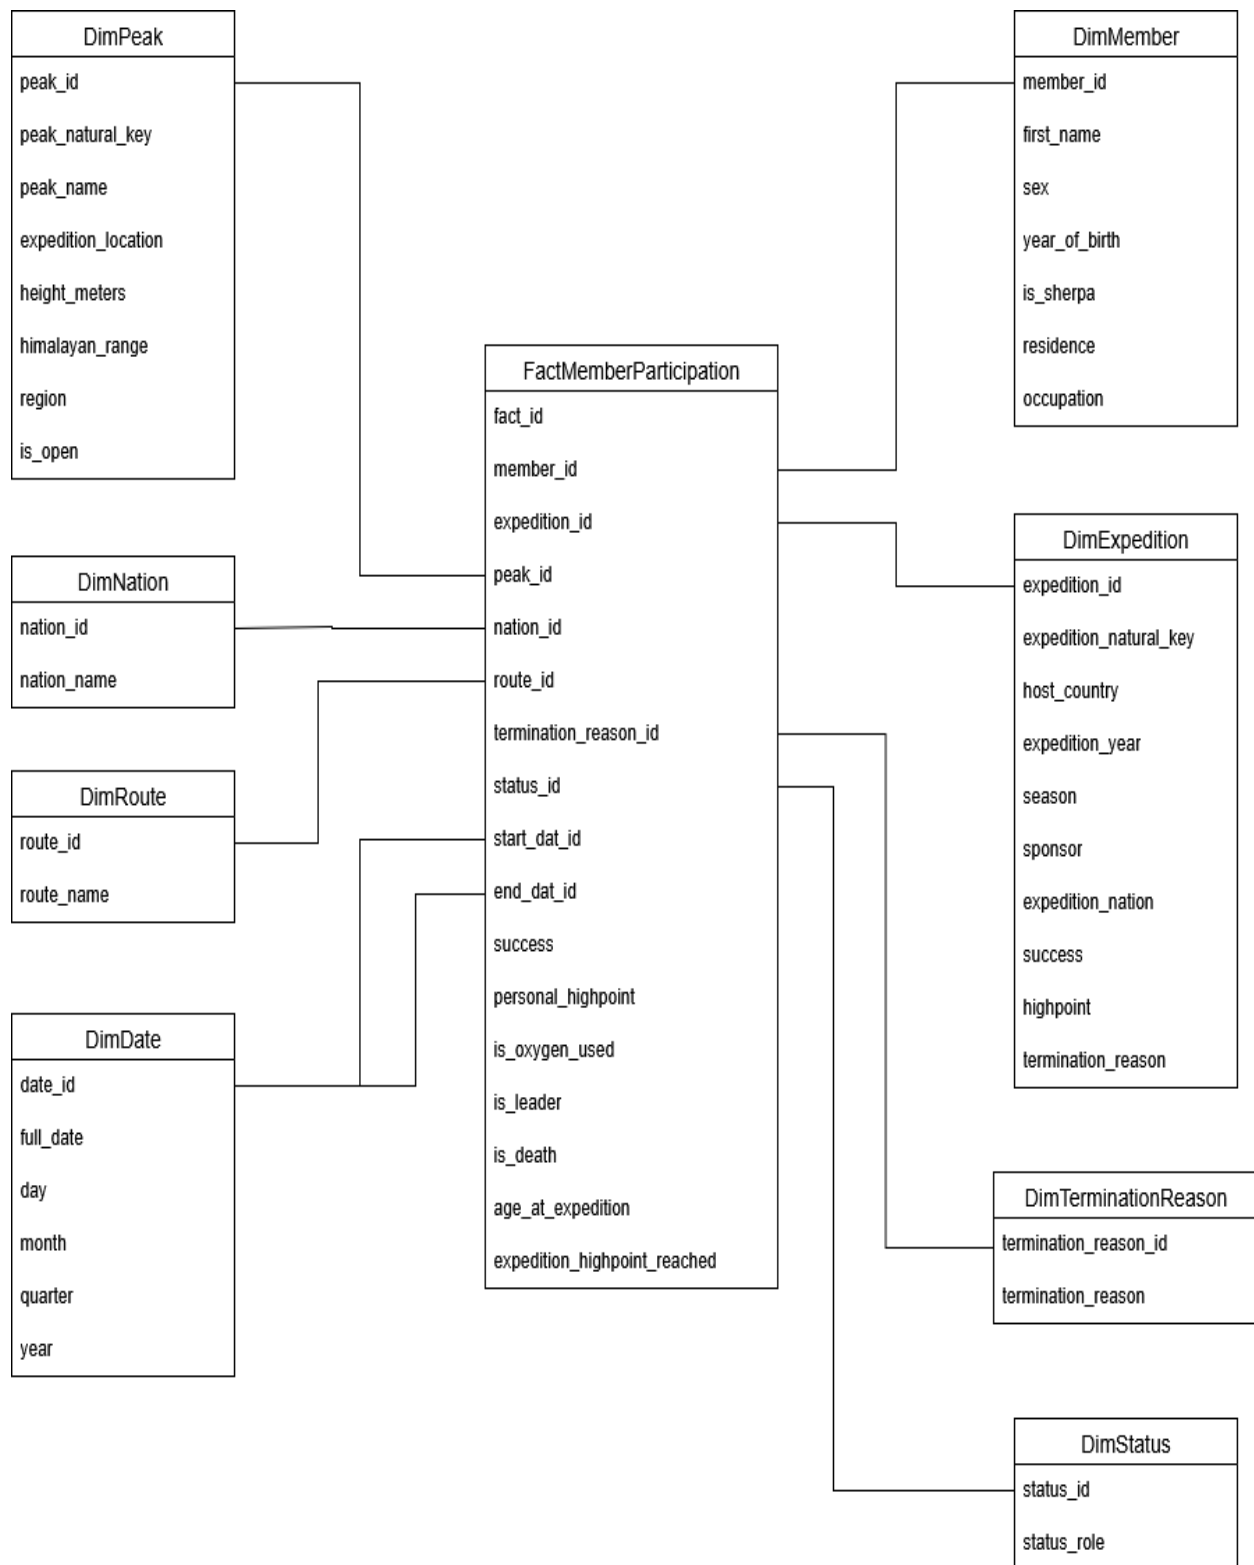 DimPeak
peak_id
peak_natural_key
peak_name
expedition_location
height_meters
himalayan_range
region
is_open
DimNation
nation_id
nation_name
DimRoute
route_id
route_name
DimDate
date_id
full_date
day
month
quarter
year
FactMemberParticipation
fact_id
member_id
expedition_id
peak_id
nation_id
route_id
termination_reason_id
status_id
start_dat_id
end_dat_id
success
personal_highpoint
is_oxygen_used
is_leader
is_death
age_at_expedition
expedition_highpoint_reached
DimMember
member_id
first_name
sex
year_of_birth
is_sherpa
residence
occupation
DimExpedition
expedition_id
expedition_natural_key
host_country
expedition_year
season
sponsor
expedition_nation
success
highpoint
termination_reason
DimTerminationReason
termination_reason_id
termination_reason
DimStatus
status_id
status_role